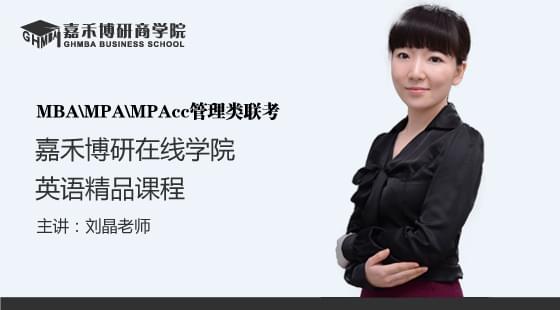 GHMBA
嘉禾博研商学院
GHMBA BUSINESS SCHOOL
MBA\MPA\MPAcc管理类联考
嘉禾博研在线学院
英语精品课程
主讲：刘晶老师